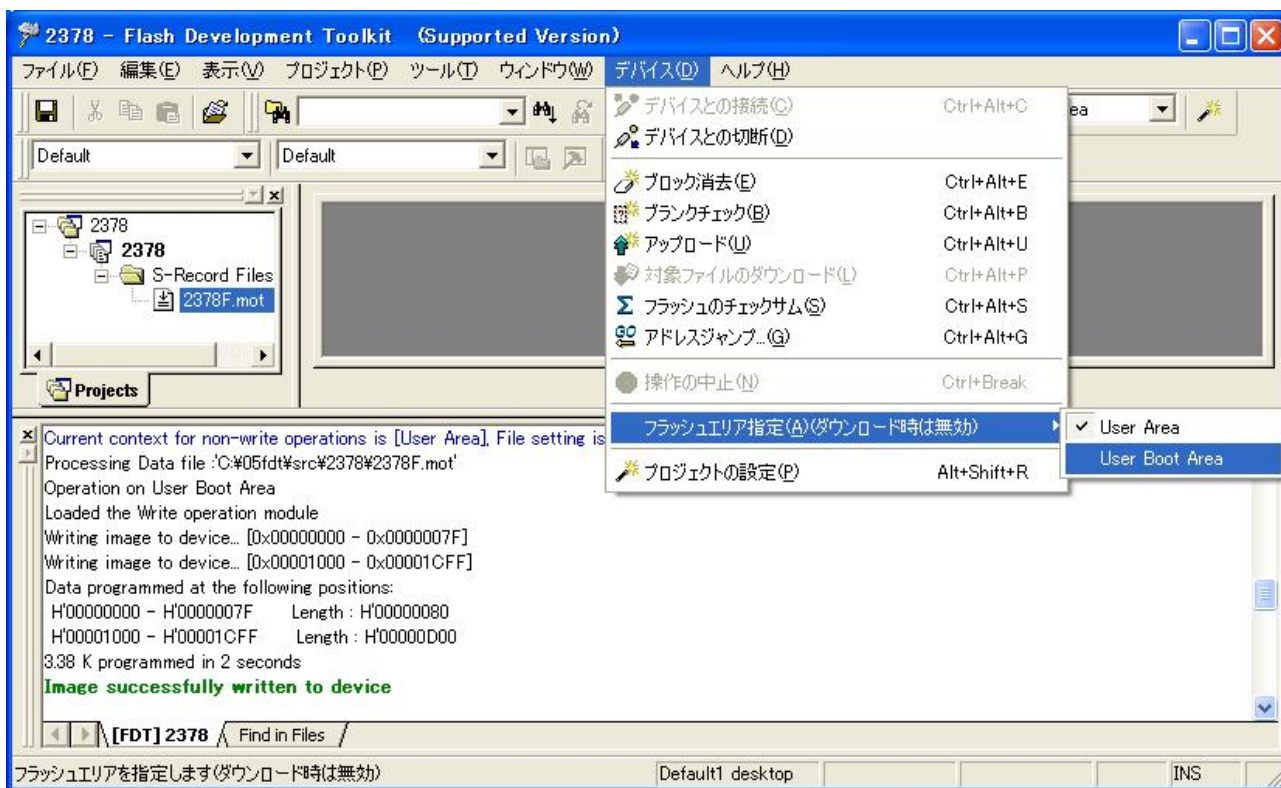 2378 - Flash Development Toolkit (Supported Version)
ファイル(F) 編集(E) 表示(V) プロジェクト(P) ツール(T) ウィンドウ(W) デバイス(D) ヘルプ(H)
ea
Default Default
デバイスとの接続(C) Ctrl+Alt+C
デバイスとの切断(D)
ブロック消去(E) Ctrl+Alt+E
ブランクチェック(B) Ctrl+Alt+B
アップロード(U) Ctrl+Alt+U
対象ファイルのダウンロード(L) Ctrl+Alt+P
フラッシュのチェックサム(S) Ctrl+Alt+S
GO アドレスジャンプ...(G) Ctrl+Alt+G
操作の中止(N) Ctrl+Break
フラッシュエリア指定(A)(ダウンロード時は無効)
プロジェクトの設定(P) Alt+Shift+R
User Area
User Boot Area
2378
2378
S-Record Files
2378F.mot
Projects
Current context for non-write operations is [User Area], File setting is
Processing Data file :'C:¥05fdt¥src¥2378¥2378F.mot'
Operation on User Boot Area
Loaded the Write operation module
Writing image to device... [0x00000000 - 0x0000007F]
Writing image to device... [0x00001000 - 0x00001CFF]
Data programmed at the following positions:
H'00000000 - H'0000007F Length : H'00000080
H'00001000 - H'00001CFF Length : H'00000D00
3.38 K programmed in 2 seconds
Image successfully written to device
[FDT] 2378 Find in Files
フラッシュエリアを指定します(ダウンロード時は無効) Default1 desktop INS